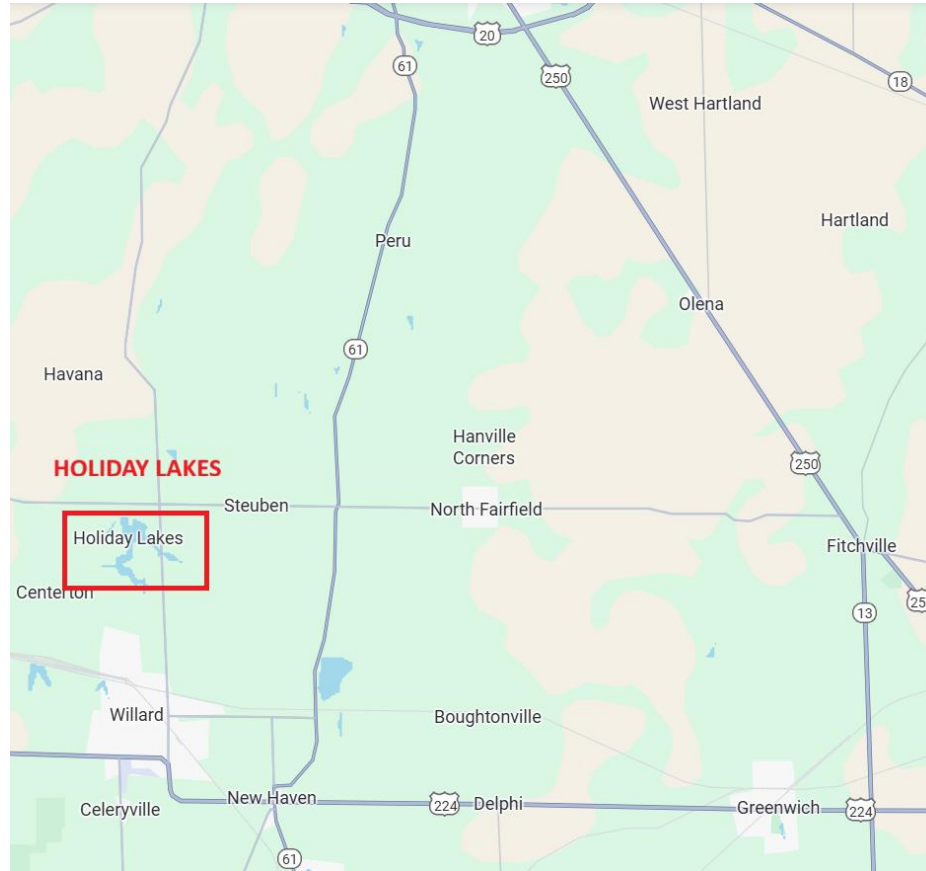 20
61
250
18
West Hartland
Hartland
Peru
Olena
61
Havana
Hanville
Corners
250
HOLIDAY LAKES
Steuben
North Fairfield
Holiday Lakes
Fitchville
Centerton
13
25
Willard
Boughtonville
New Haven
224
Delphi
Greenwich
224
Celeryville
61